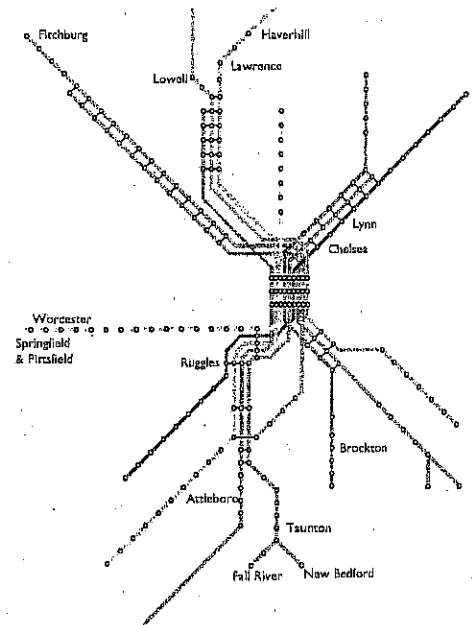 Fitchburg
Haverhill
Lowell
Lawrence
Lynn
Chelsea
Worcester
Springfield
& Pittsfield
Ruggles
Brockton
Attleboro
Taunton
Fall River
New Bedford